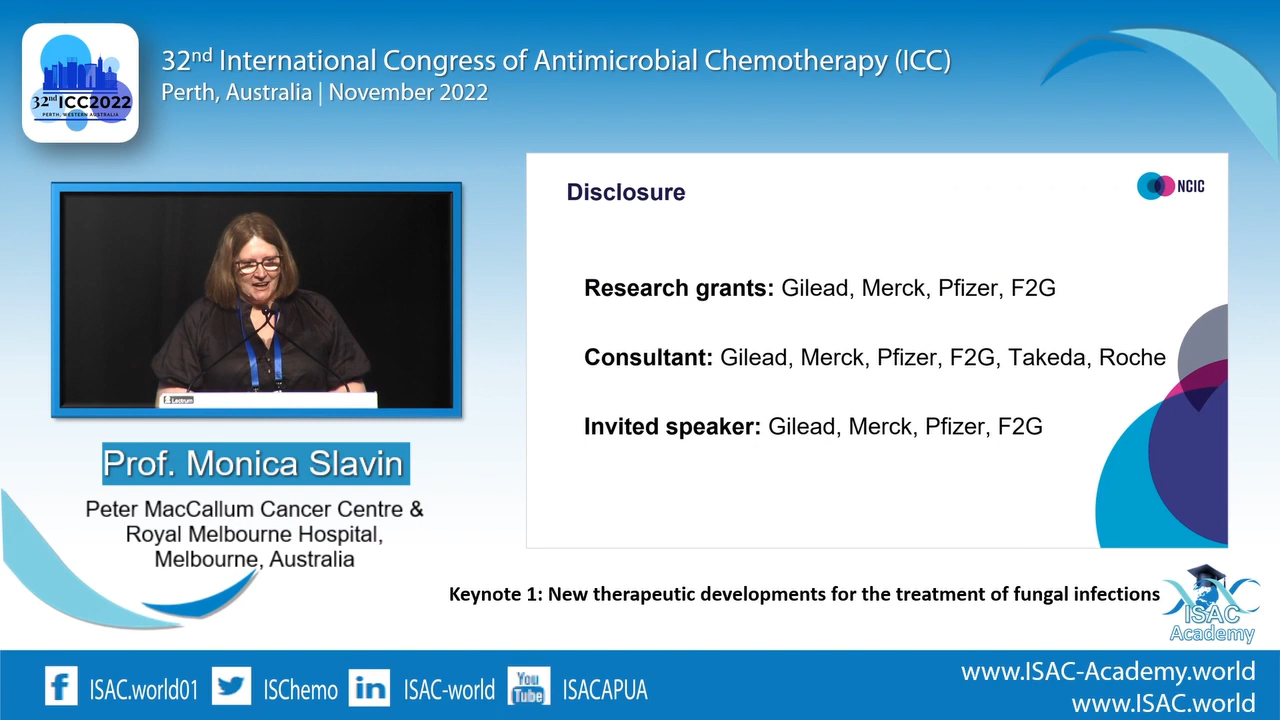 32nd International Congress of Antimicrobial Chemotherapy (ICC)
Perth, Australia | November 2022
32nd ICC2022
PERTH, WESTERN AUSTRALIA
Disclosure
NCIC
Research grants: Gilead, Merck, Pfizer, F2G
Consultant: Gilead, Merck, Pfizer, F2G, Takeda, Roche
Invited speaker: Gilead, Merck, Pfizer, F2G
Lectrum
Prof. Monica Slavin
Peter MacCallum Cancer Centre &
Royal Melbourne Hospital,
Melbourne, Australia
Keynote 1: New therapeutic developments for the treatment of fungal infections
ISAC
Academy
ISAC.world01
ISChemo
in
ISAC-world
You
Tube
ISACAPUA
www.ISAC-Academy.world
www.ISAC.world